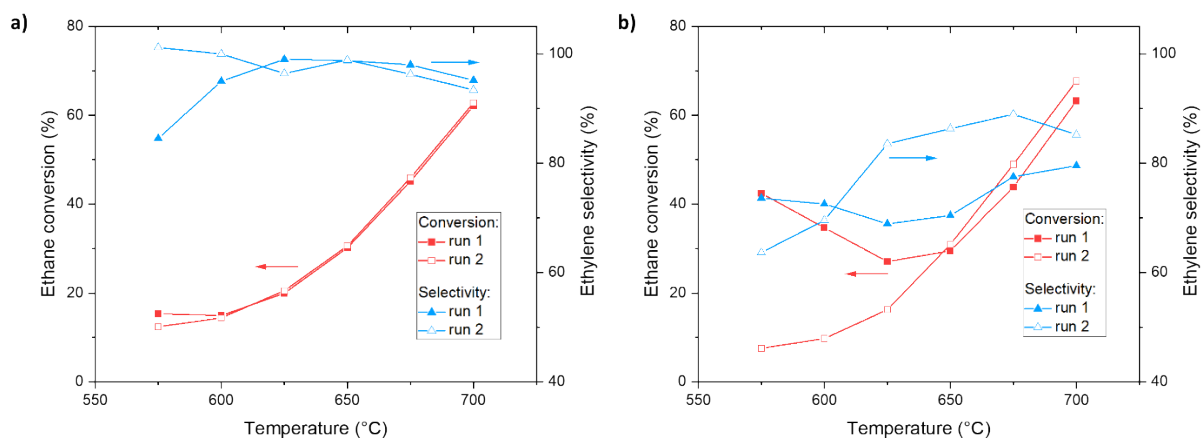 a)
80
60
40
20
0
Ethane conversion (%)
100
80
60
40
Ethylene selectivity (%)
Conversion:
run 1
run 2
Selectivity:
run 1
run 2
550
600
650
700
Temperature (°C)
b)
80
60
40
20
0
Ethane conversion (%)
100
80
60
40
Ethylene selectivity (%)
Conversion:
run 1
run 2
Selectivity:
run 1
run 2
550
600
650
700
Temperature (°C)